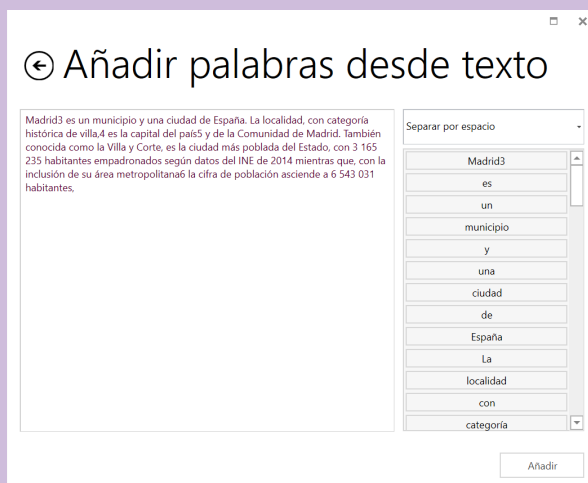 Añadir palabras desde texto
Madrid3 es un municipio y una ciudad de España. La localidad, con categoría
histórica de villa,4 es la capital del país5 y de la Comunidad de Madrid. También
conocida como la Villa y Corte, es la ciudad más poblada del Estado, con 3 165
235 habitantes empadronados según datos del INE de 2014 mientras que, con la
inclusión de su área metropolitana6 la cifra de población asciende a 6 543 031
habitantes,
Separar por espacio
Madrid3
es
un
municipio
y
una
ciudad
de
España
La
localidad
con
categoría
Añadir